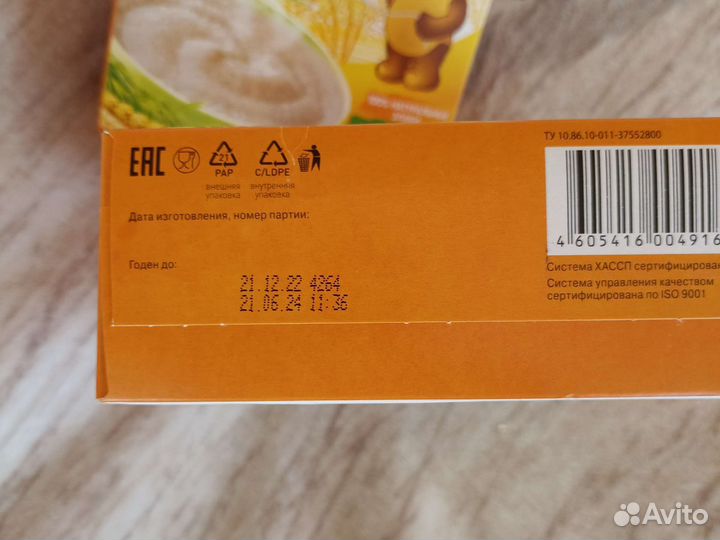 ТУ 10.86.10-011-37552800
EAC
21
PAP
C/LDPE
внешняя
упаковка
внутренняя
упаковка
Дата изготовления, номер партии:
Годен до:
21.12.22 4264
21.06.24 11:36
4 605416 004916
Система ХАССП сертифицирован
Система управления качеством
сертифицирована по ISO 9001
Avito